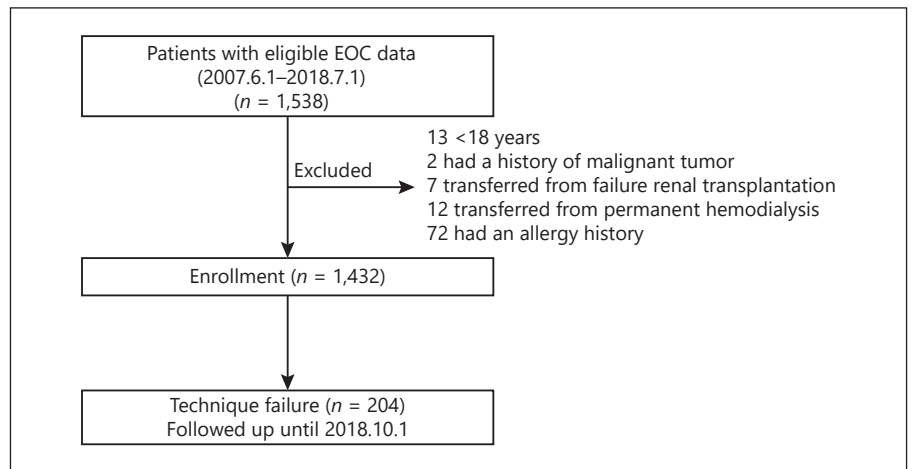 Patients with eligible EOC data
(2007.6.1–2018.7.1)
(n = 1,538)
Excluded
13 <18 years
2 had a history of malignant tumor
7 transferred from failure renal transplantation
12 transferred from permanent hemodialysis
72 had an allergy history
Enrollment (n = 1,432)
Technique failure (n = 204)
Followed up until 2018.10.1